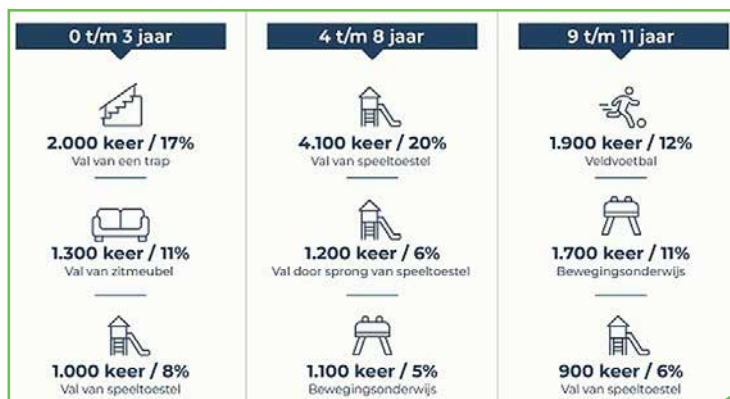 0 t/m 3 jaar
2.000 keer / 17%
Val van een trap
1.300 keer / 11%
Val van zitmeubel
1.000 keer / 8%
Val van speeltoestel
4 t/m 8 jaar
4.100 keer / 20%
Val van speeltoestel
1.200 keer / 6%
Val door sprong van speeltoestel
1.100 keer / 5%
Bewegingsonderwijs
9 t/m 11 jaar
1.900 keer / 12%
Veldvoetbal
1.700 keer / 11%
Bewegingsonderwijs
900 keer / 6%
Val van speeltoestel